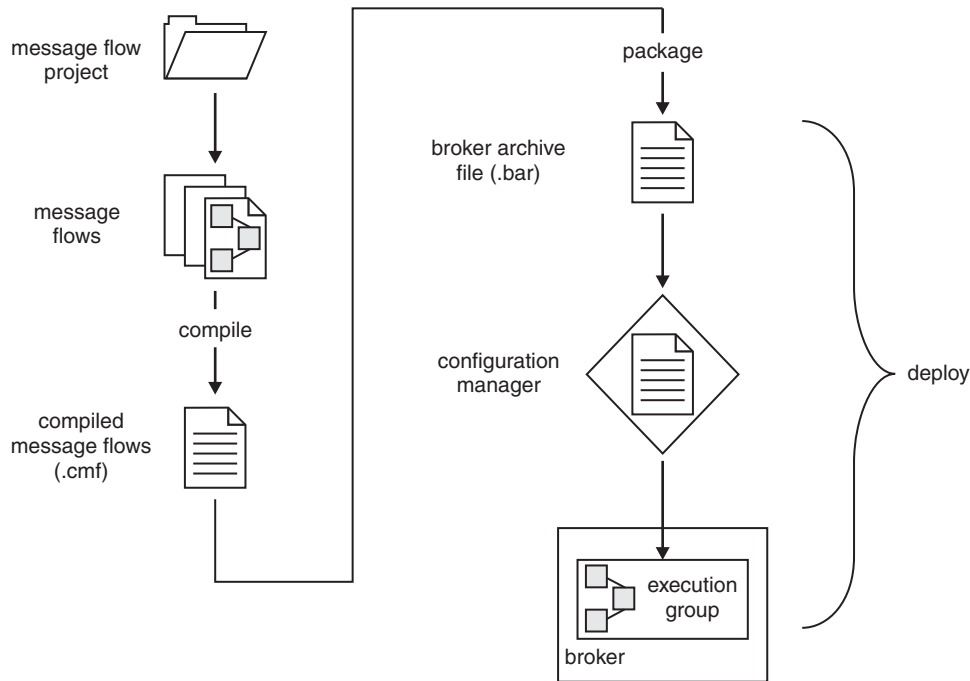 message flow
project
message
flows
compile
compiled
message flows
(.cmf)
package
broker archive
file (.bar)
configuration
manager
execution
group
broker
deploy